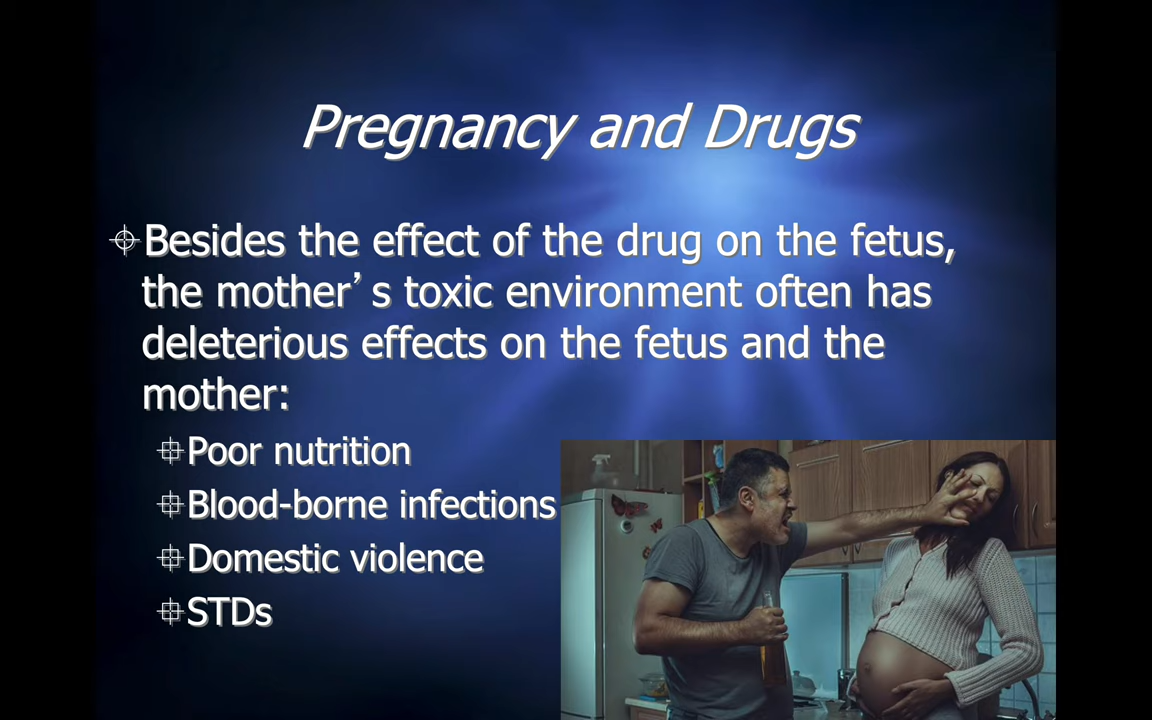 Pregnancy and Drugs
Besides the effect of the drug on the fetus,
the mother’s toxic environment often has
deleterious effects on the fetus and the
mother:
Poor nutrition
Blood-borne infections
Domestic violence
STDs